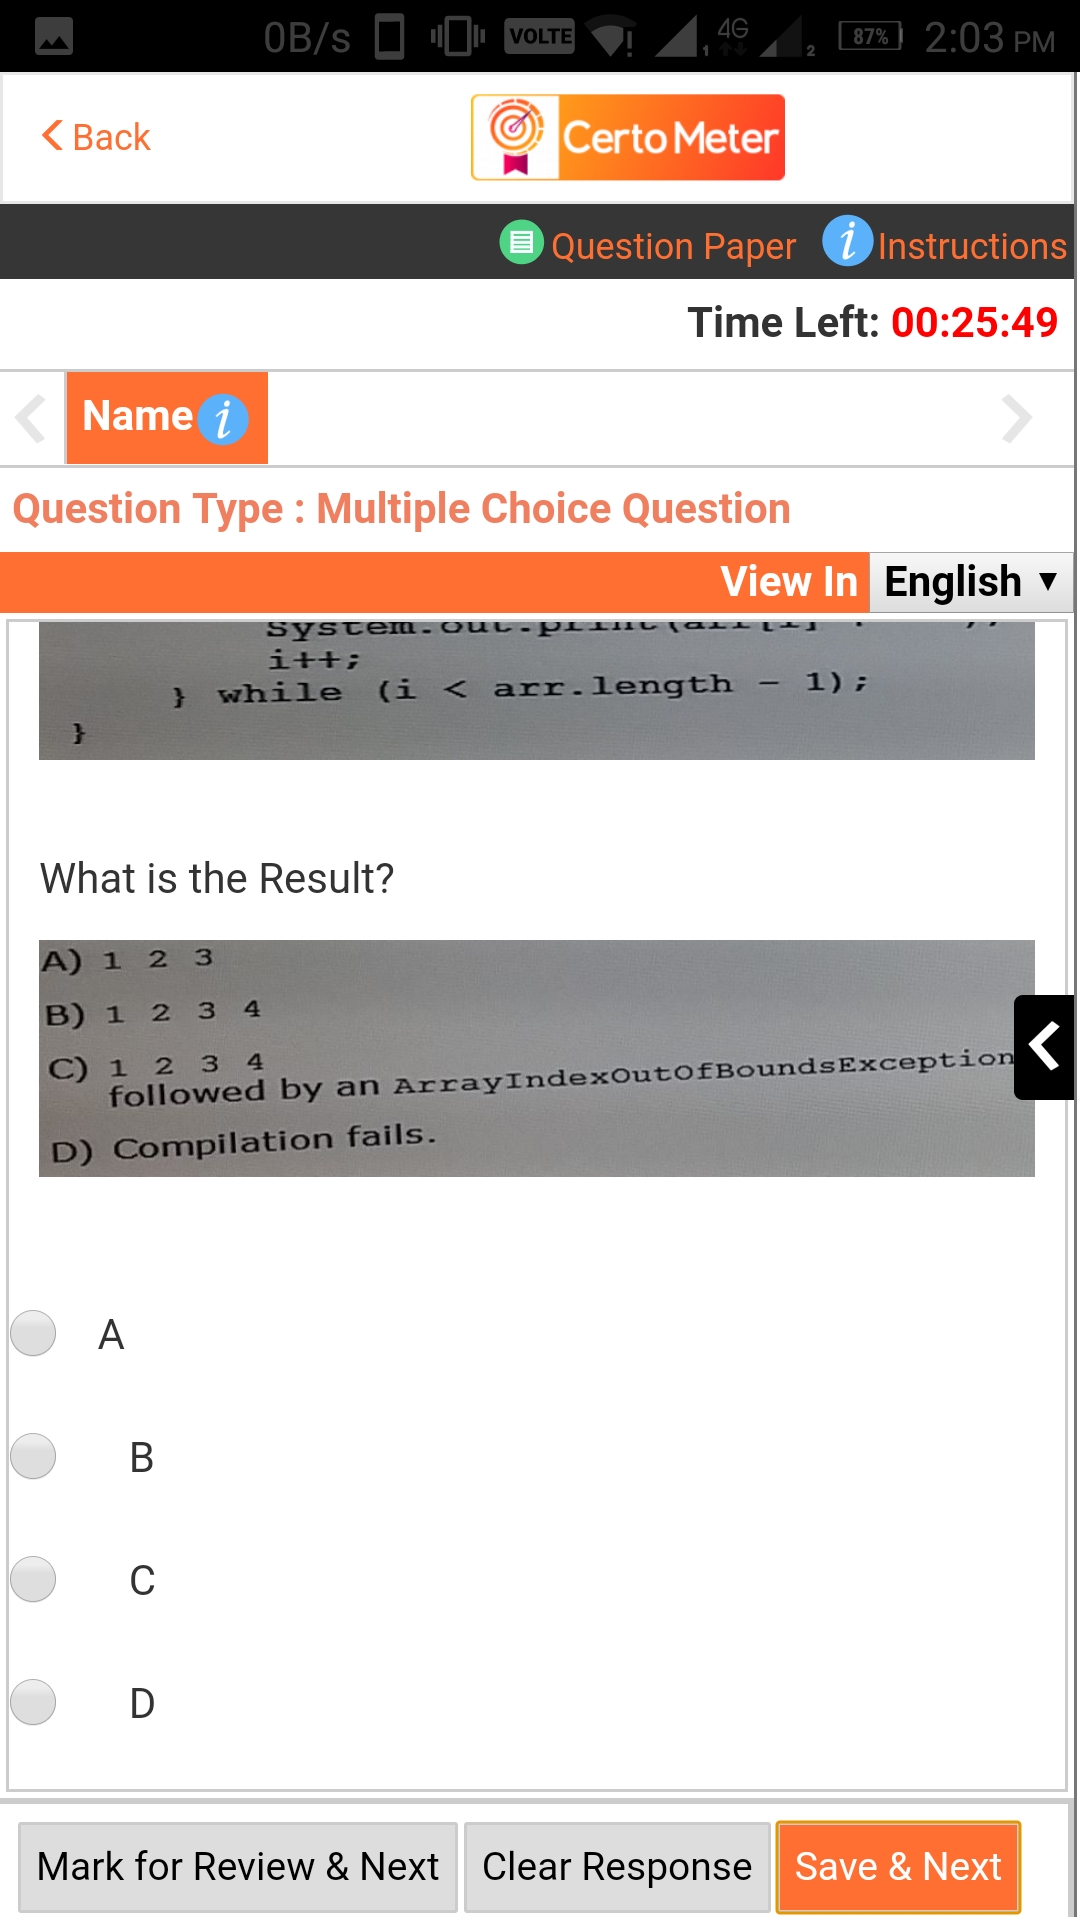 0B/s VOLTE 1 4G 2 87% 2:03 PM
Back
Certo Meter
Question Paper i Instructions
Time Left: 00:25:49
Name i
Question Type : Multiple Choice Question
View In English ▼
i++;
} while (i < arr.length - 1);
}
What is the Result?
A) 1 2 3
B) 1 2 3 4
C) 1 2 3 4
followed by an ArrayIndexOutOfBoundsException
D) Compilation fails.
A
B
C
D
Mark for Review & Next Clear Response Save & Next